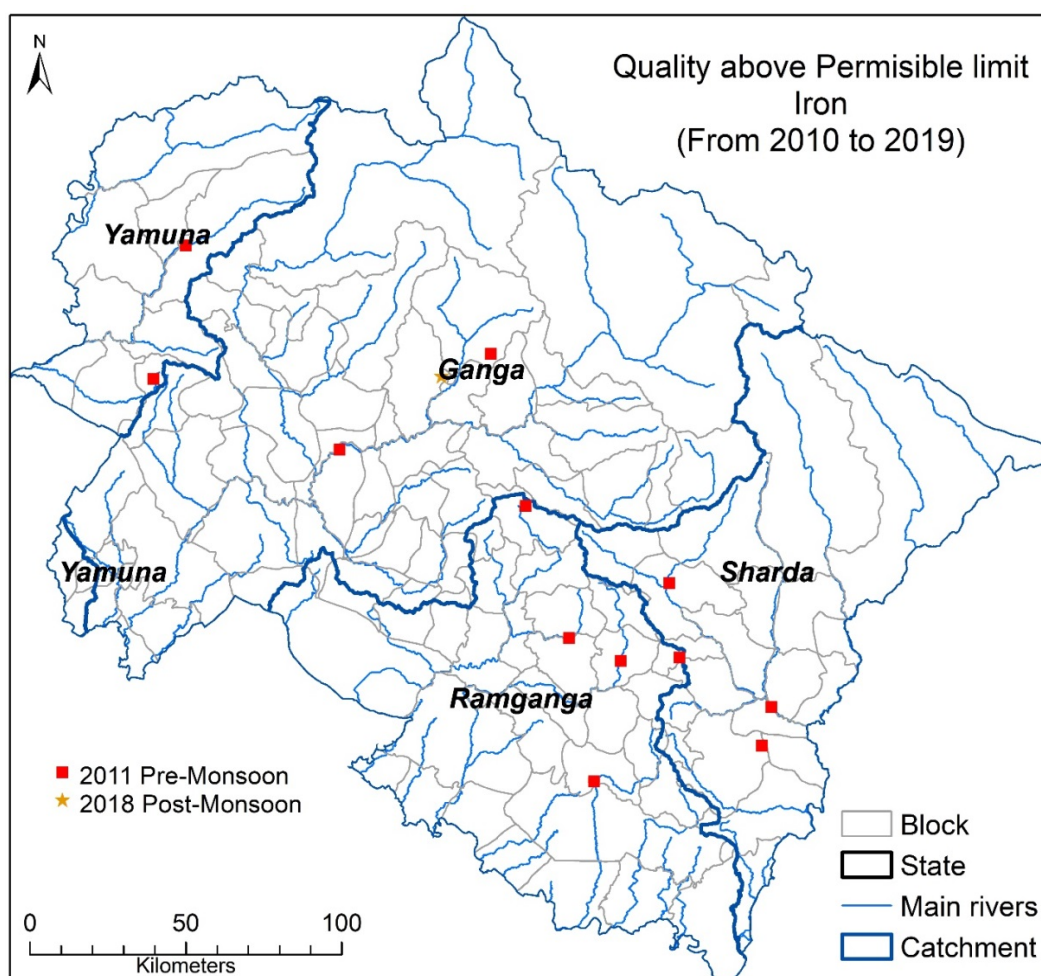 N
Quality above Permisible limit
Iron
(From 2010 to 2019)
Yamuna
Ganga
Yamuna
Sharda
Ramganga
2011 Pre-Monsoon
2018 Post-Monsoon
Block
State
Main rivers
Catchment
0 50 100
Kilometers